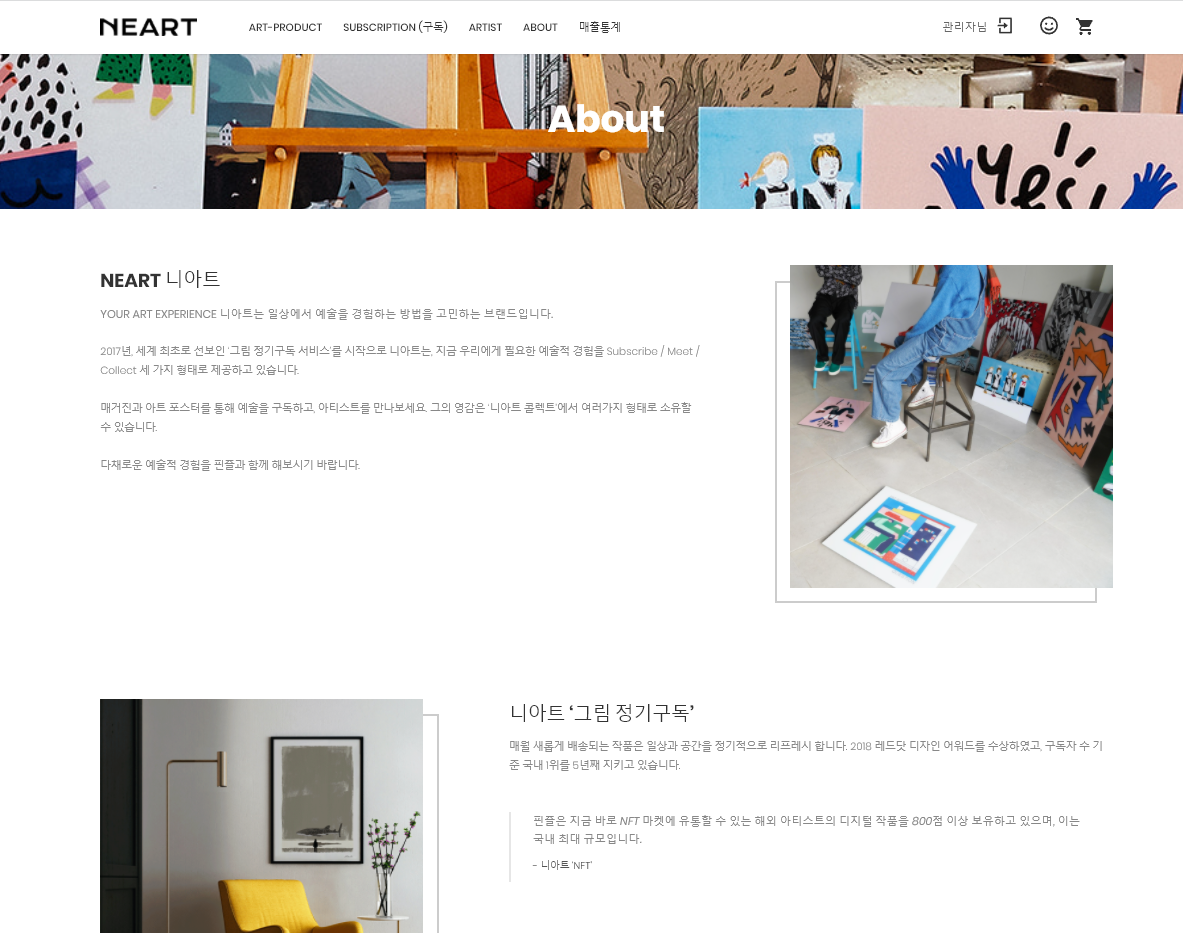 NEART
ART-PRODUCT SUBSCRIPTION (구독) ARTIST ABOUT 매출통계
관리자님
About
yes!
NEART 니아트
YOUR ART EXPERIENCE 니아트는 일상에서 예술을 경험하는 방법을 고민하는 브랜드입니다.
2017년, 세계 최초로 선보인 '그림 정기구독 서비스'를 시작으로 니아트는, 지금 우리에게 필요한 예술적 경험을 Subscribe / Meet /
Collect 세 가지 형태로 제공하고 있습니다.
매거진과 아트 포스터를 통해 예술을 구독하고, 아티스트를 만나보세요. 그의 영감은 '니아트 콜렉트'에서 여러가지 형태로 소유할
수 있습니다.
다채로운 예술적 경험을 핀즐과 함께 해보시기 바랍니다.
니아트 ‘그림 정기구독’
매월 새롭게 배송되는 작품은 일상과 공간을 정기적으로 리프레시 합니다. 2018 레드닷 디자인 어워드를 수상하였고, 구독자 수 기
준 국내 1위를 5년째 지키고 있습니다.
핀즐은 지금 바로 NFT 마켓에 유통할 수 있는 해외 아티스트의 디지털 작품을 800점 이상 보유하고 있으며, 이는
국내 최대 규모입니다.
- 니아트 'NFT'